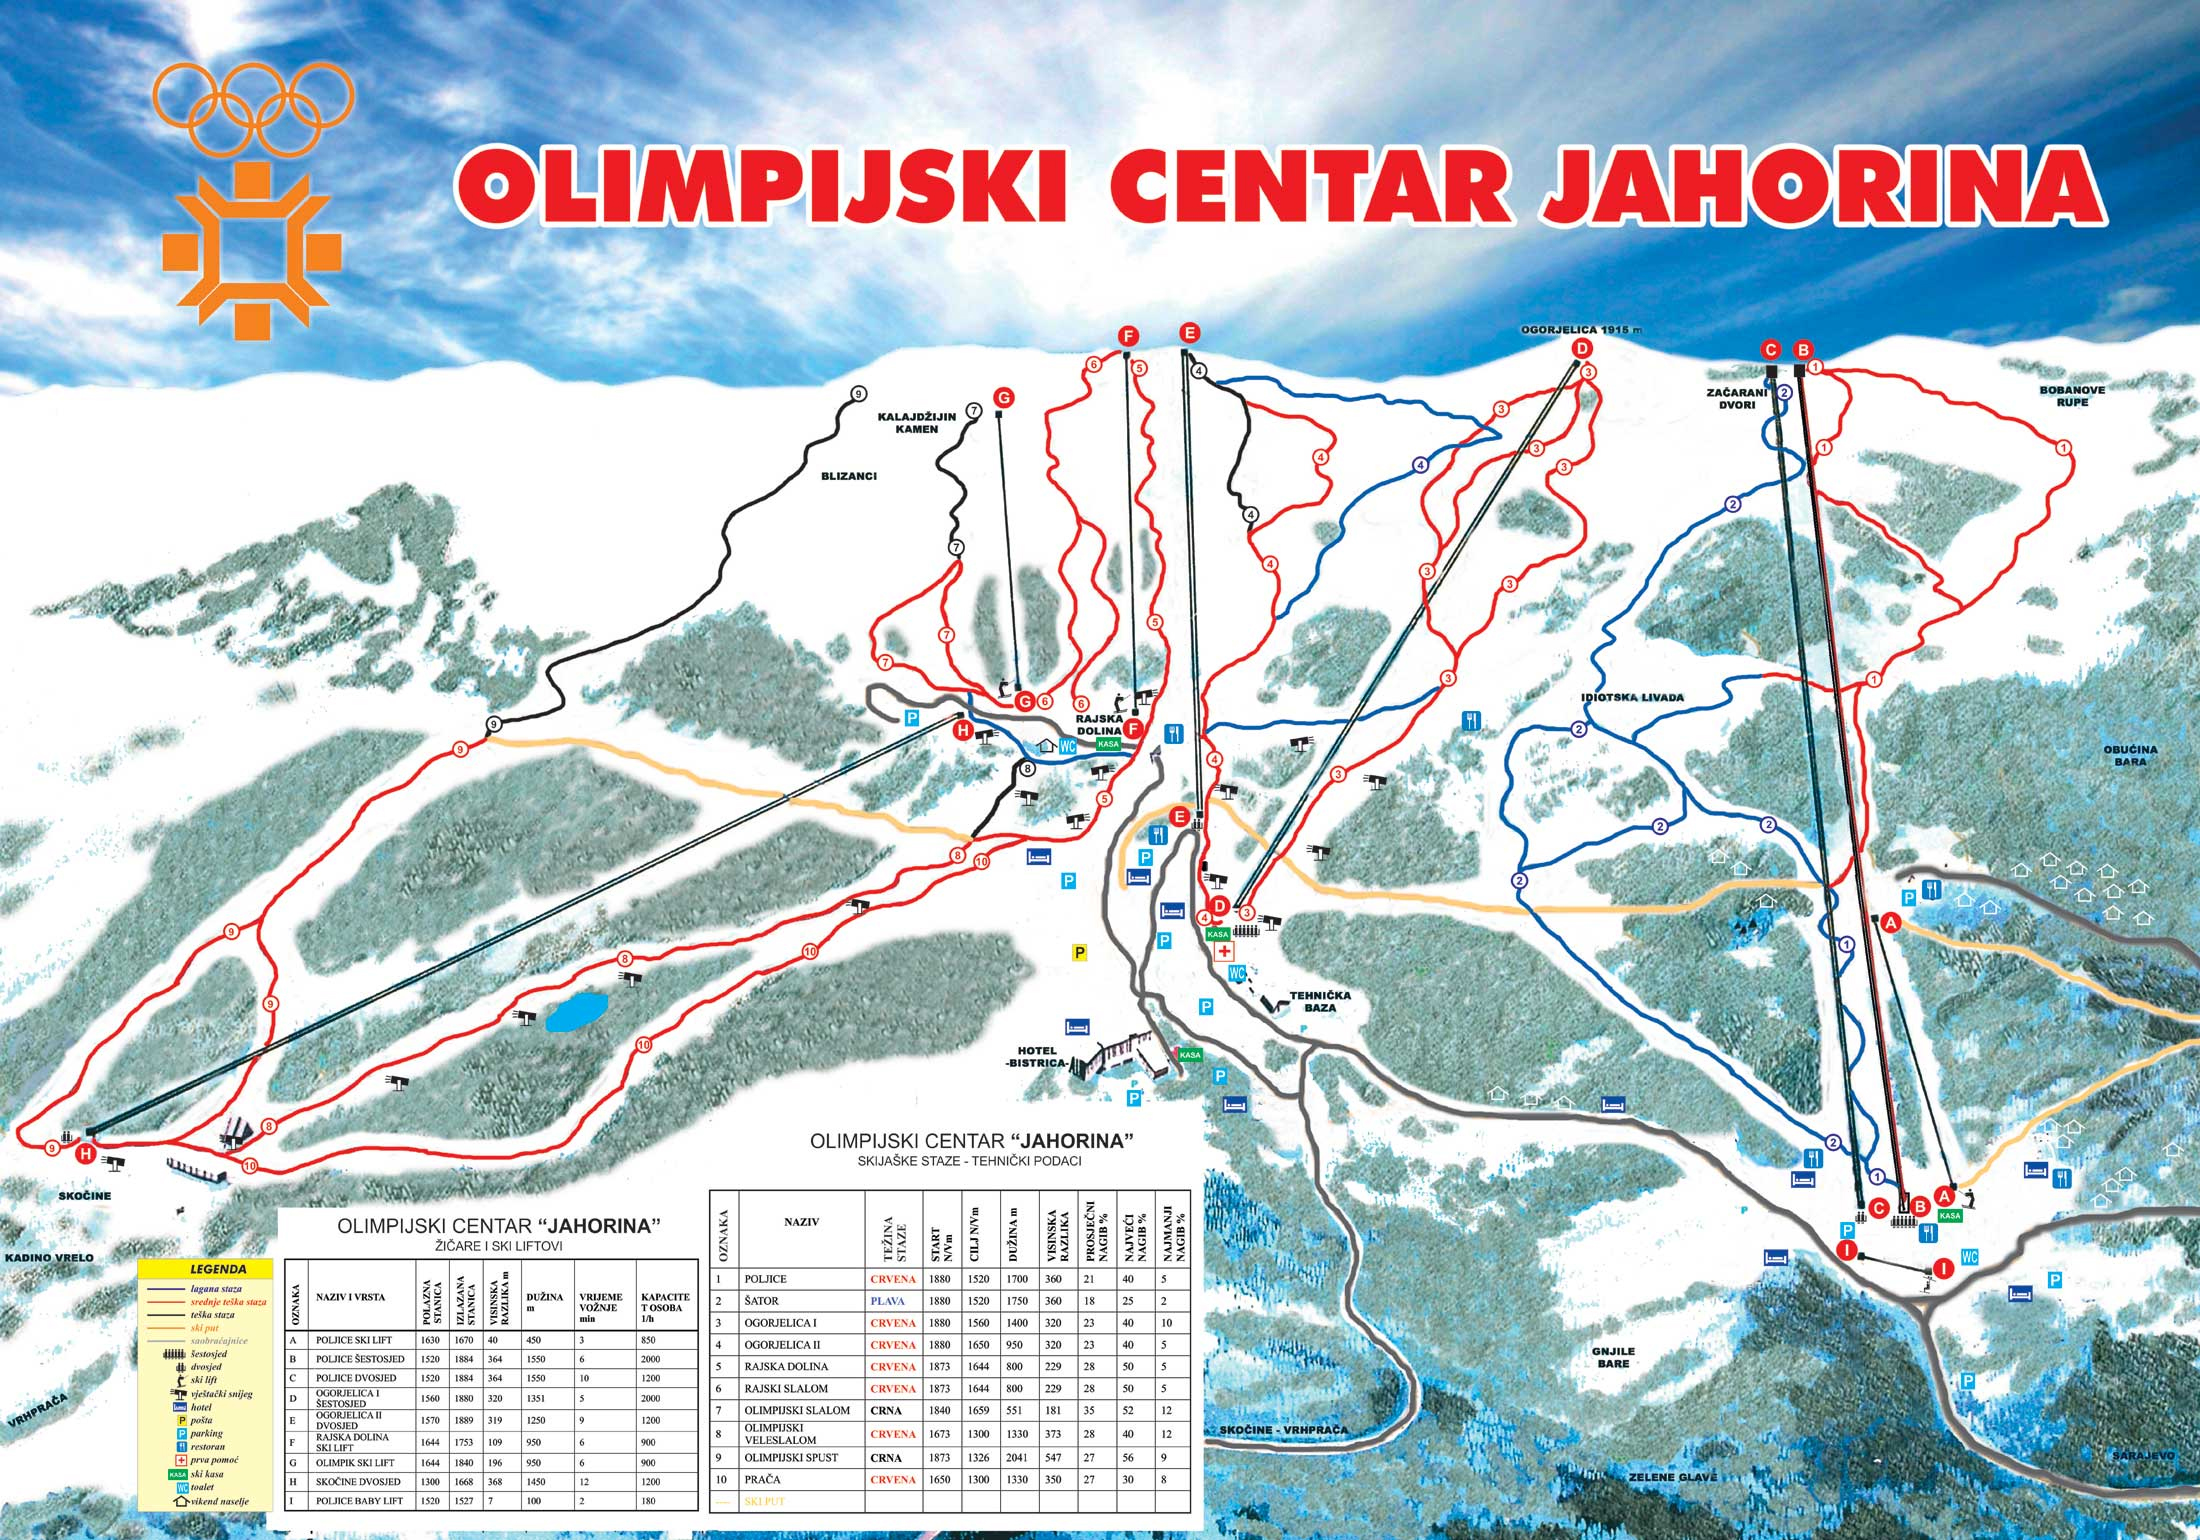 OLIMPIJSKI CENTAR JAHORINA
OGORJELICA 1915 m
F
E
D
C
B
G
ZAČARANI
DVORI
BOBANOVE
RUPE
KALAJDŽIJIN
KAMEN
BLIZANCI
IDIOTSKA LIVADA
OBUĆINA
BARA
RAJSKA
DOLINA
TEHNIČKA
BAZA
HOTEL
-BISTRICA-
SKOČINE
KADINO VRELO
VRHPRAČA
GNJILE
BARE
SKOČINE - VRHPRAČA
ZELENE GLAVE
SARAJEVO
LEGENDA
lagana staza
srednje teška staza
teška staza
ski put
saobraćajnice
šestosjed
dvosjed
ski lift
vještački snijeg
hotel
P pošta
P parking
restoran
prva pomoć
KASA ski kasa
WC toalet
vikend naselje
OLIMPIJSKI CENTAR “JAHORINA”
ŽIČARE I SKI LIFTOVI
OZNAKA NAZIV I VRSTA POLAZNA STANICA IZLAZANA STANICA VISINSKA RAZLIKA m DUŽINA m VRIJEME VOŽNJE min KAPACITE T OSOBA 1/h
A POLJICE SKI LIFT 1630 1670 40 450 3 850
B POLJICE ŠESTOSJED 1520 1884 364 1550 6 2000
C POLJICE DVOSJED 1520 1884 364 1550 10 1200
D OGORJELICA I ŠESTOSJED 1560 1880 320 1351 5 2000
E OGORJELICA II DVOSJED 1570 1889 319 1250 9 1200
F RAJSKA DOLINA SKI LIFT 1644 1753 109 950 6 900
G OLIMPIK SKI LIFT 1644 1840 196 950 6 900
H SKOČINE DVOSJED 1300 1668 368 1450 12 1200
I POLJICE BABY LIFT 1520 1527 7 100 2 180
OLIMPIJSKI CENTAR “JAHORINA”
SKIJAŠKE STAZE - TEHNIČKI PODACI
OZNAKA NAZIV TEŽINA STAZE START N/Vm CILJ N/Vm DUŽINA m VISINSKA RAZLIKA PROSJEČNI NAGIB % NAJVEĆI NAGIB % NAJMANJI NAGIB %
1 POLJICE CRVENA 1880 1520 1700 360 21 40 5
2 ŠATOR PLAVA 1880 1520 1750 360 18 25 2
3 OGORJELICA I CRVENA 1880 1560 1400 320 23 40 10
4 OGORJELICA II CRVENA 1880 1650 950 320 23 40 5
5 RAJSKA DOLINA CRVENA 1873 1644 800 229 28 50 5
6 RAJSKI SLALOM CRVENA 1873 1644 800 229 28 50 5
7 OLIMPIJSKI SLALOM CRNA 1840 1659 551 181 35 52 12
8 OLIMPIJSKI VELESLALOM CRVENA 1673 1300 1330 373 28 40 12
9 OLIMPIJSKI SPUST CRNA 1873 1326 2041 547 27 56 9
10 PRAČA CRVENA 1650 1300 1330 350 27 30 8
SKI PUT